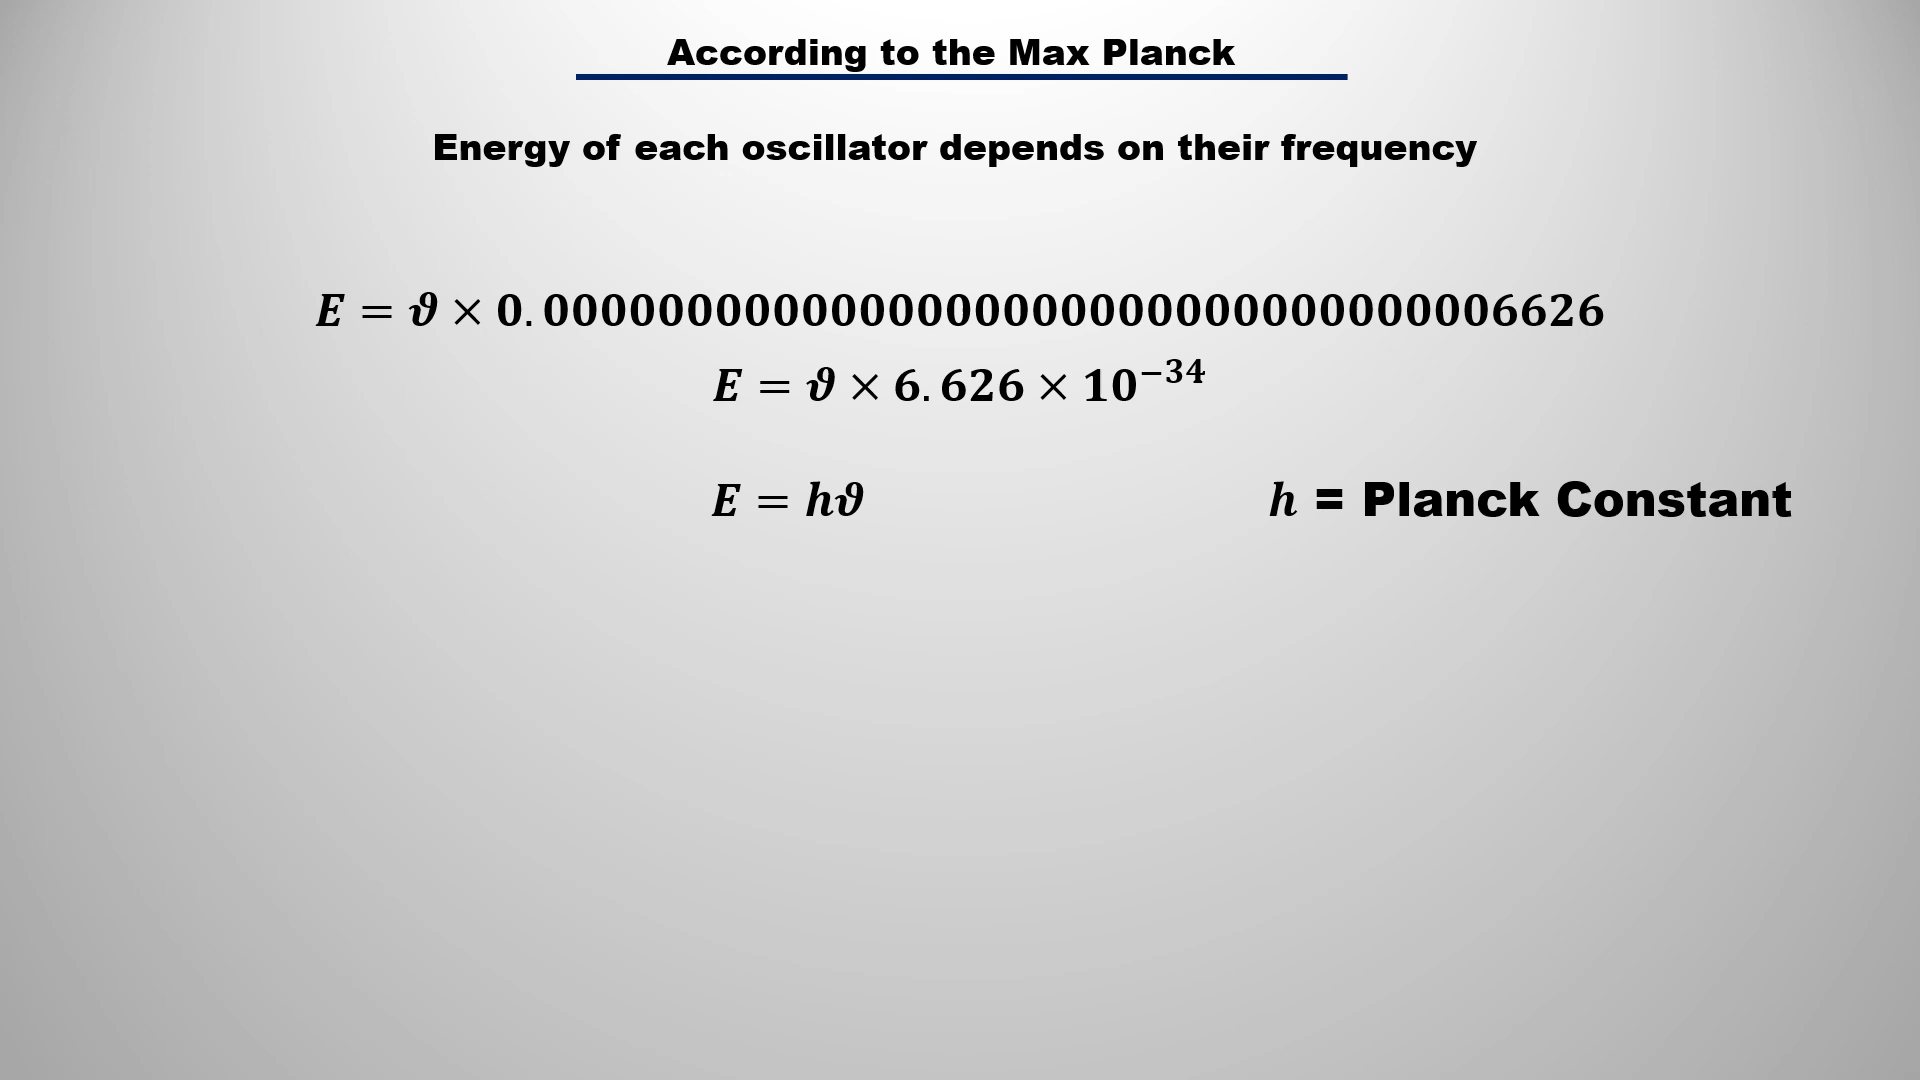 According to the Max Planck
Energy of each oscillator depends on their frequency
E = ϑ × 0.0000000000000000000000000000000006626
E = ϑ × 6.626 × 10⁻³⁴
E = hϑ
h = Planck Constant